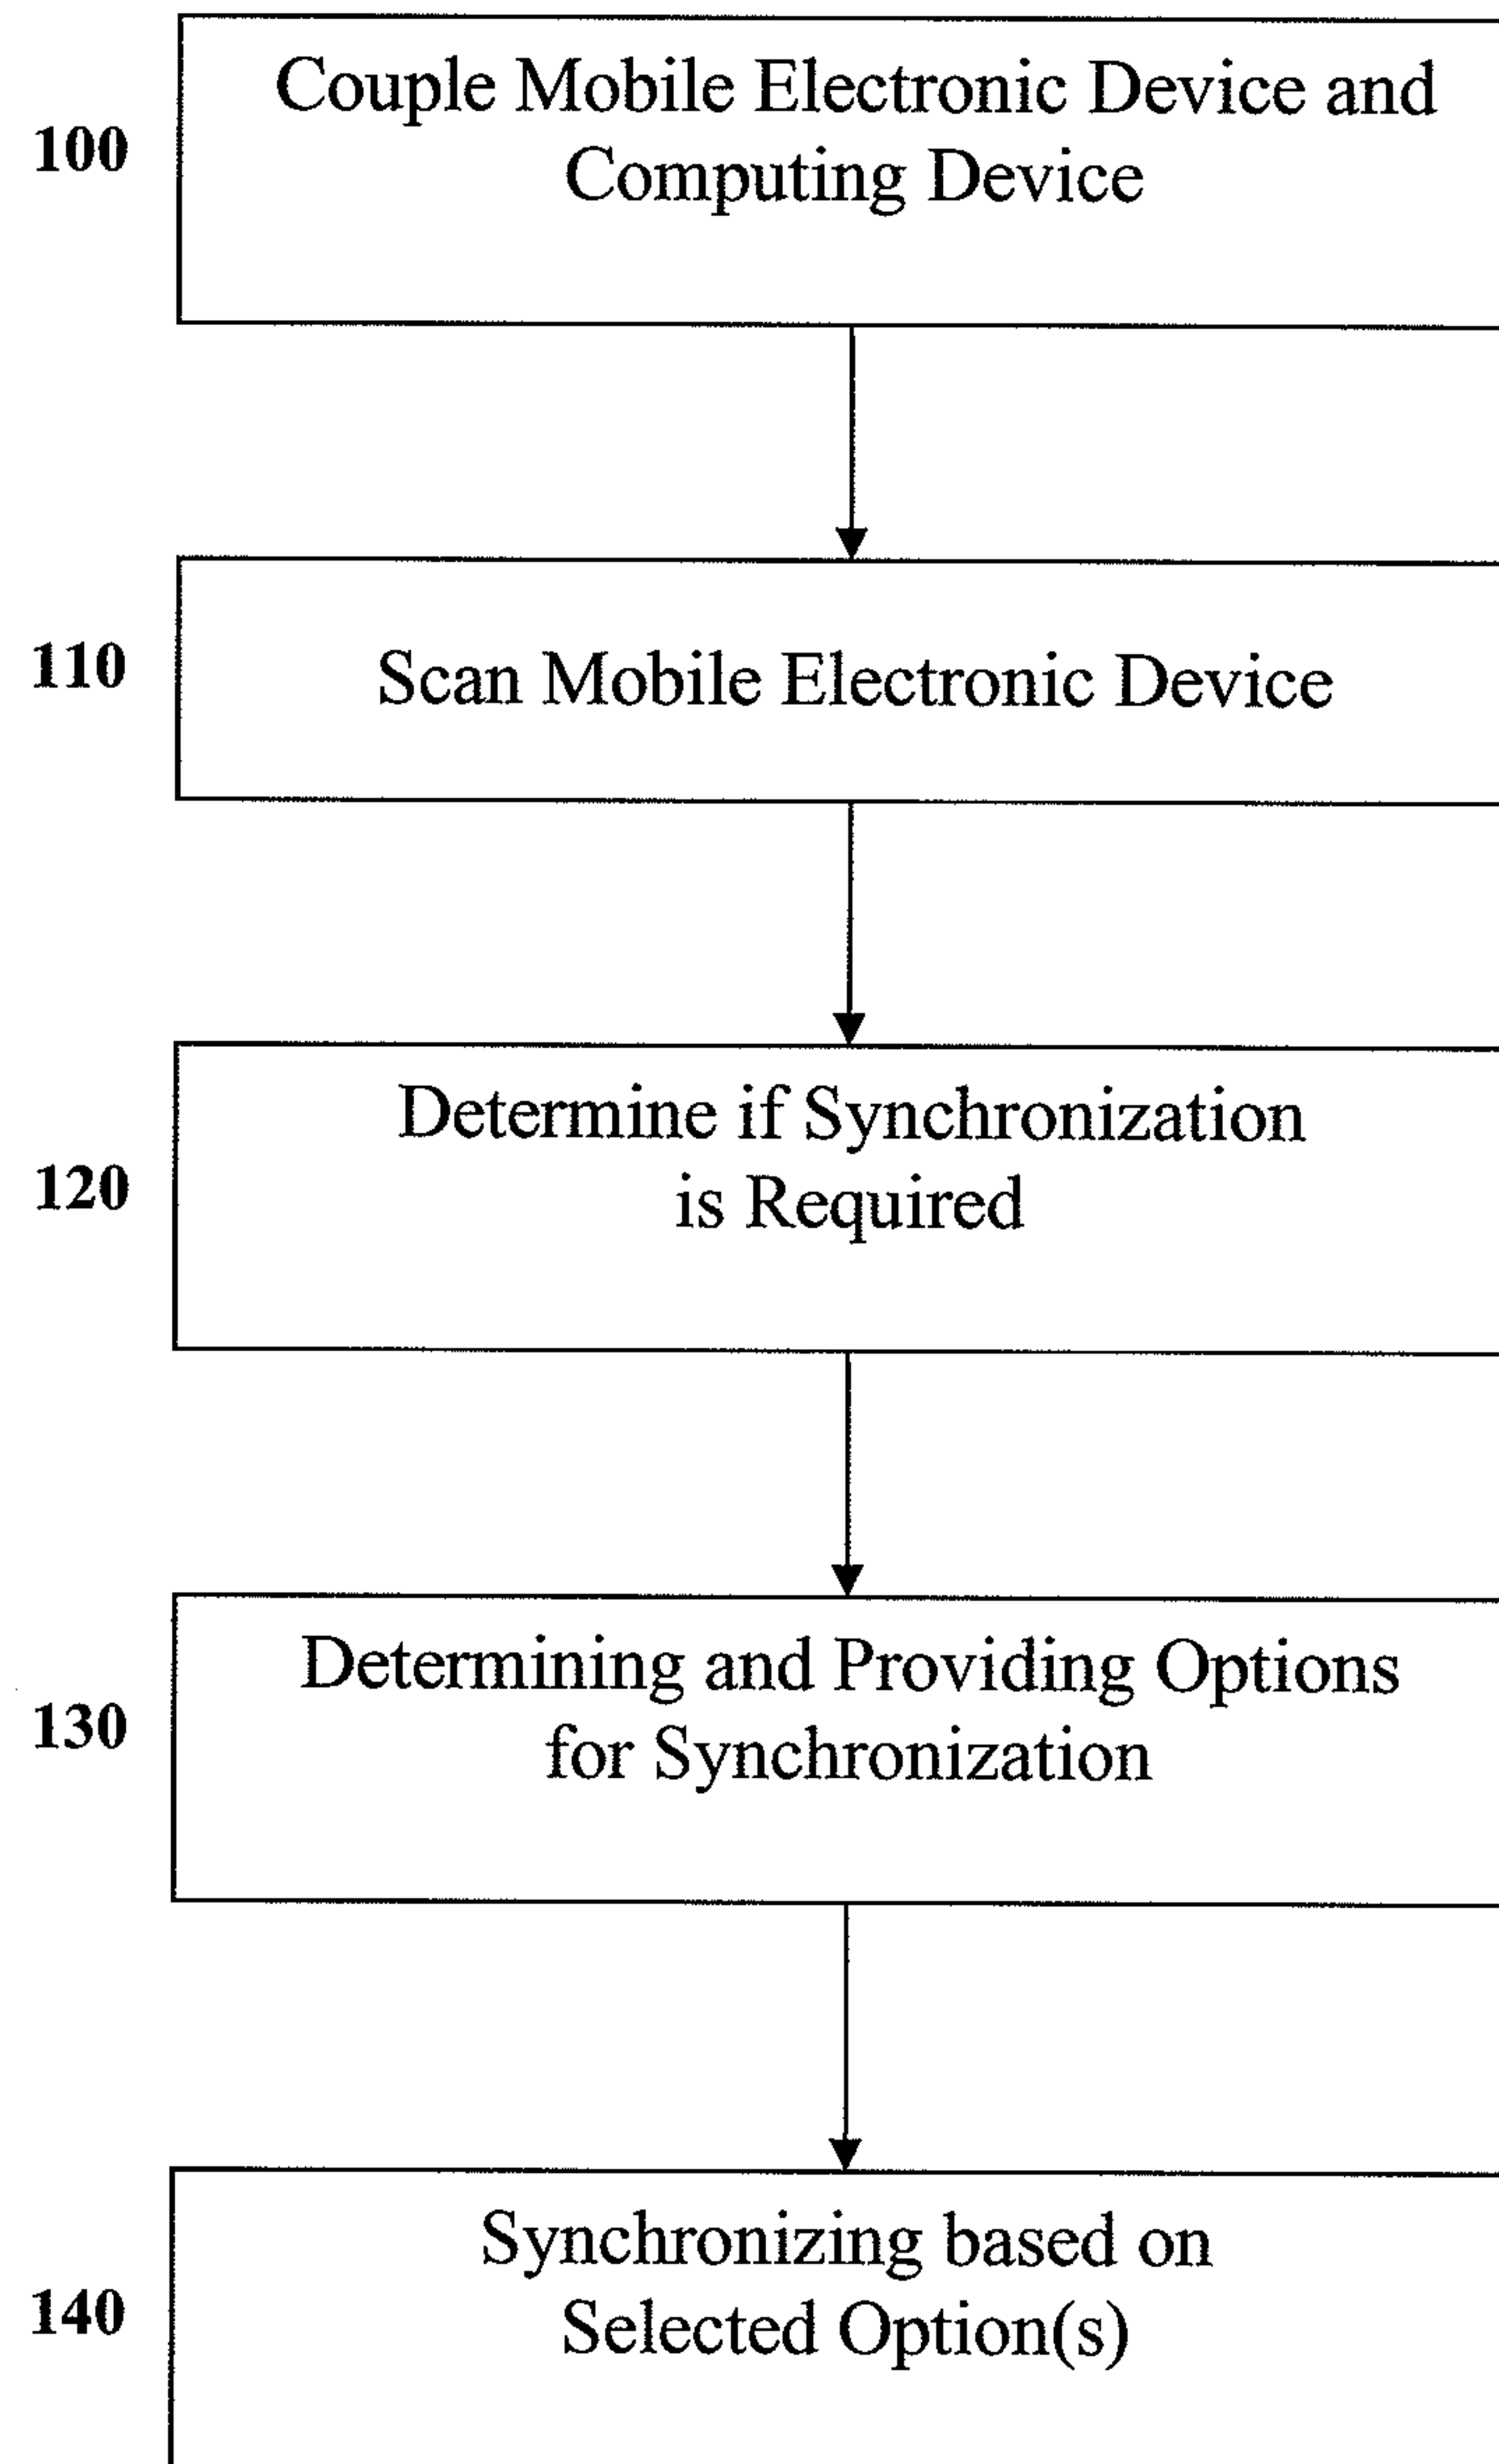 Couple Mobile Electronic Device and
100
Computing Device
110
Scan Mobile Electronic Device
Determine if Synchronization
120
is Required
Determining and Providing Options
130
for Synchronization
Synchronizing based on
140
Selected Option(s)